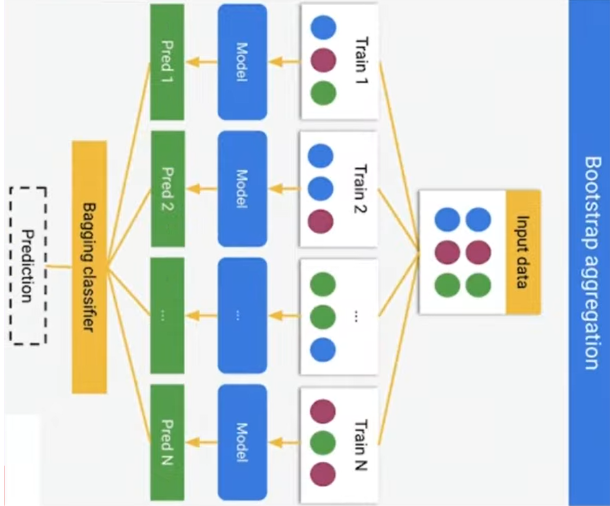 Bootstrap aggregation
Input data
Train 1
Train 2
...
Train N
Model
Model
...
Model
Pred 1
Pred 2
...
Pred N
Bagging classifier
Prediction